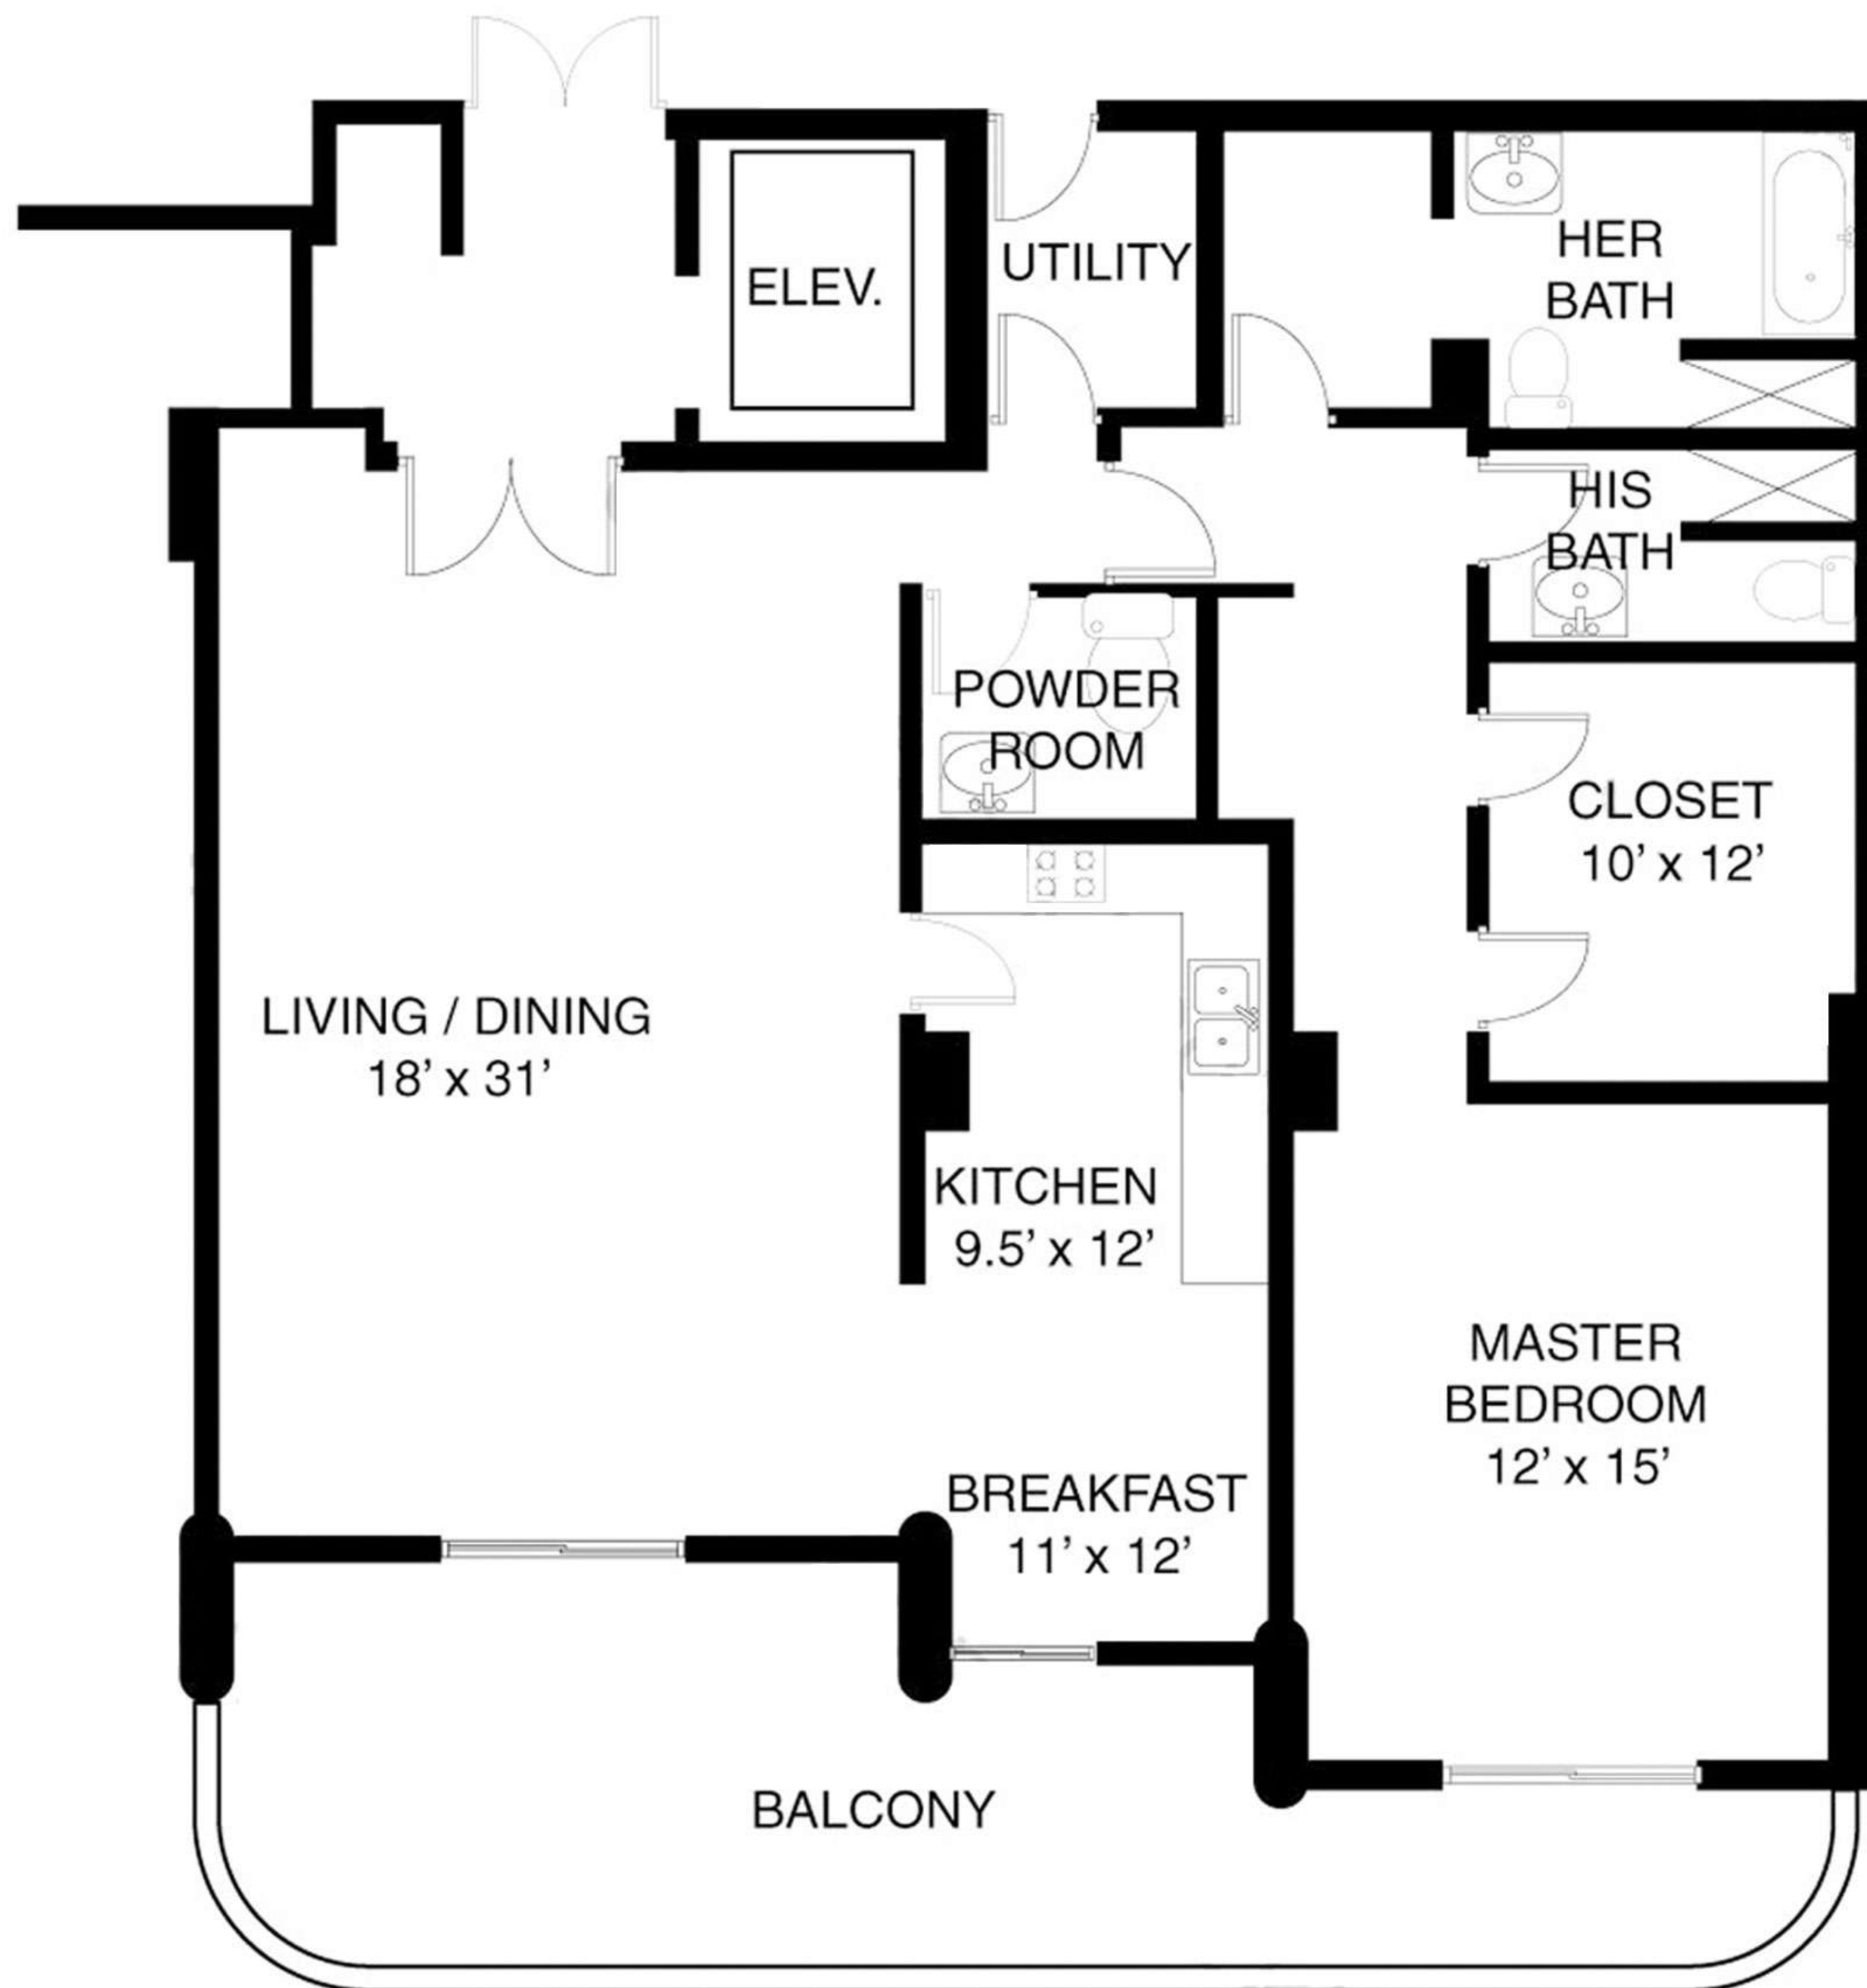 ELEV.
UTILITY
HER
BATH
HIS
BATH
POWDER
ROOM
CLOSET
10’ x 12’
LIVING / DINING
18’ x 31’
KITCHEN
9.5’ x 12’
MASTER
BEDROOM
12’ x 15’
BREAKFAST
11’ x 12’
BALCONY